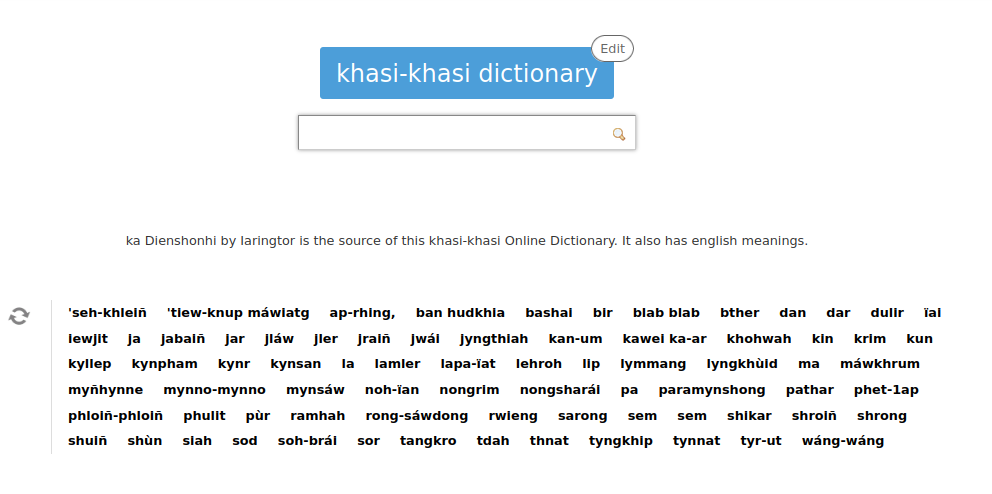 Edit
khasi-khasi dictionary
ka Dienshonhi by Iaringtor is the source of this khasi-khasi Online Dictionary. It also has english meanings.
'seh-khleiñ 'tiew-knup máwiatg ap-rhing, ban hudkhia bashai bir blab blab bther dan dar dulir ïai
iewjit ja jabaiñ jar jláw jler jraiñ jwái jyngthiah kan-um kawei ka-ar khohwah kin krim kun
kyllep kynpham kynr kynsan la lamler lapa-ïat lehroh lip lymmang lyngkhùid ma máwkhrum
myñhynne mynno-mynno mynsáw noh-ïan nongrim nongsharái pa paramynshong pathar phet-1ap
phloiñ-phloiñ phulit pùr ramhah rong-sáwdong rwieng sarong sem sem shikar shroiñ shrong
shuiñ shùn siah sod soh-brái sor tangkro tdah thnat tyngkhip tynnat tyr-ut wáng-wáng